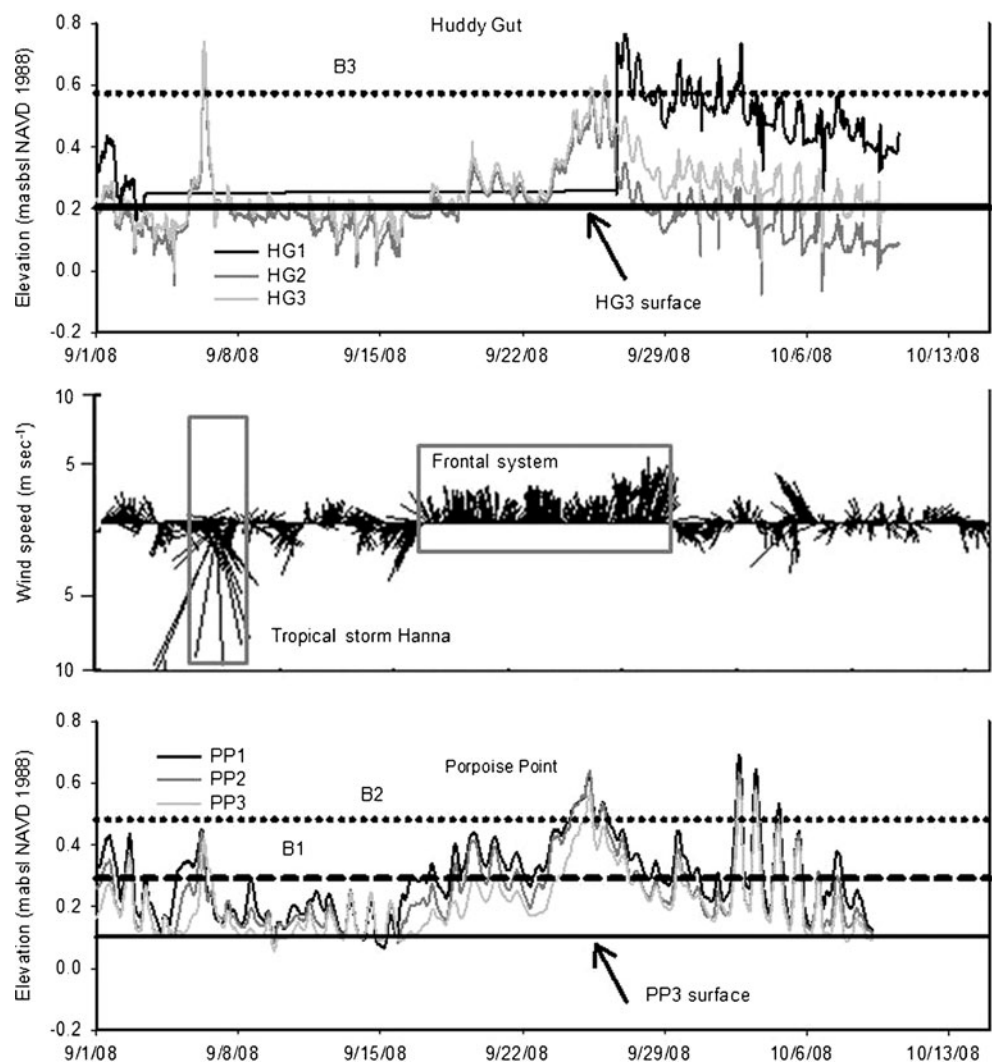 Huddy Gut
Elevation (masbsl NAVD 1988)
0.8
0.6
0.4
0.2
0.0
-0.2
B3
HG1
HG2
HG3
HG3 surface
9/1/08 9/8/08 9/15/08 9/22/08 9/29/08 10/6/08 10/13/08
Wind speed (m sec-1)
10
5
0
5
10
Frontal system
Tropical storm Hanna
Elevation (mabsl NAVD 1988)
0.8
0.6
0.4
0.2
0.0
-0.2
PP1
PP2
PP3
Porpoise Point
B2
B1
PP3 surface
9/1/08 9/8/08 9/15/08 9/22/08 9/29/08 10/6/08 10/13/08